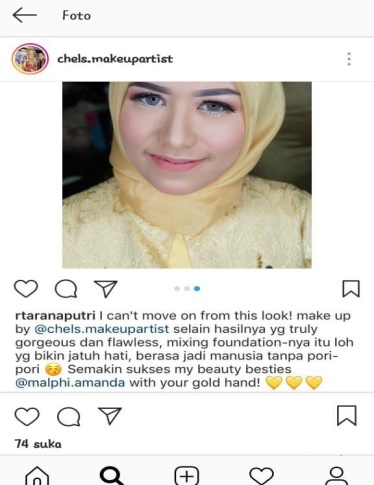 Foto
chels.makeupartist
rtaranaputri I can't move on from this look! make up
by @chels.makeupartist selain hasilnya yg truly
gorgeous dan flawless, mixing foundation-nya itu loh
yg bikin jatuh hati, berasa jadi manusia tanpa pori-
pori 😚 Semakin sukses my beauty besties
@malphi.amanda with your gold hand! 💛💛💛
74 suka